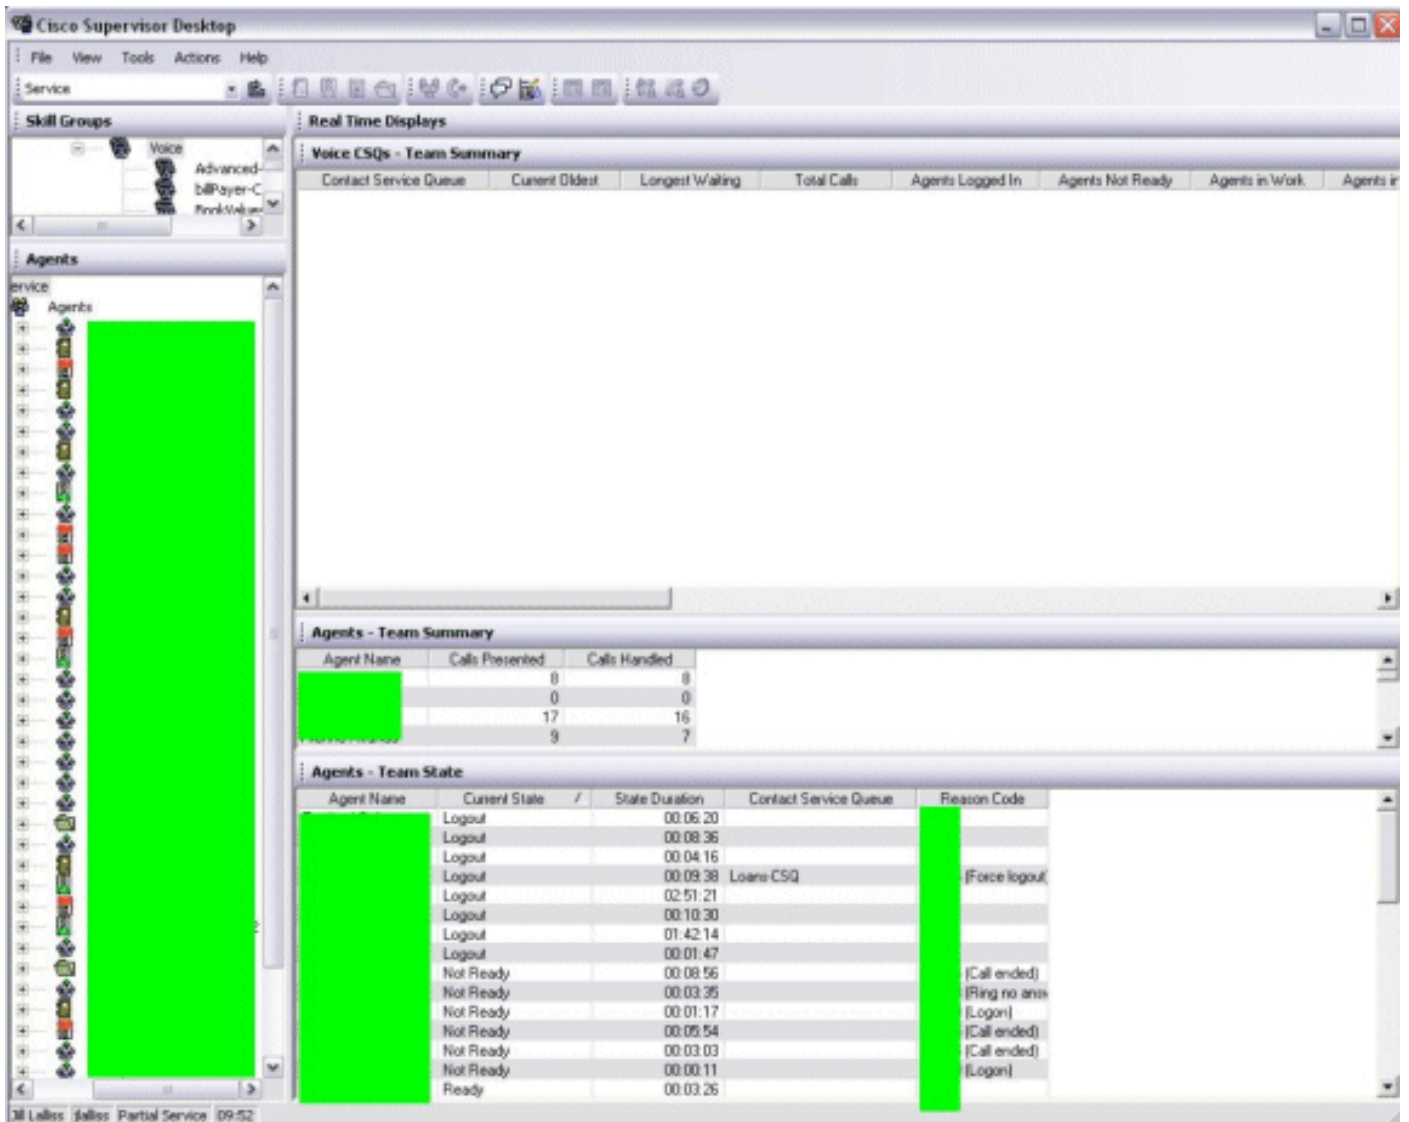 Cisco Supervisor Desktop
File View Tools Actions Help
Service
Skill Groups
Voice
Advanced-
billPayer-C
BookValue
Agents
ervice
Agents
Real Time Displays
Voice CSQs - Team Summary
Contact Service Queue Current Oldest Longest Waiting Total Calls Agents Logged In Agents Not Ready Agents in Work Agents ir
Agents - Team Summary
Agent Name Calls Presented Calls Handled
8 8
0 0
17 16
9 7
Agents - Team State
Agent Name Current State / State Duration Contact Service Queue Reason Code
Logout 00:06:20
Logout 00:08:36
Logout 00:04:16
Logout 00:09:38 Loans-CSQ (Force logout)
Logout 02:51:21
Logout 00:10:30
Logout 01:42:14
Logout 00:01:47
Not Ready 00:08:56 (Call ended)
Not Ready 00:03:35 (Ring no answ
Not Ready 00:01:17 (Logon)
Not Ready 00:05:54 (Call ended)
Not Ready 00:03:03 (Call ended)
Not Ready 00:00:11 (Logon)
Ready 00:03:26
Partial Service 09:52